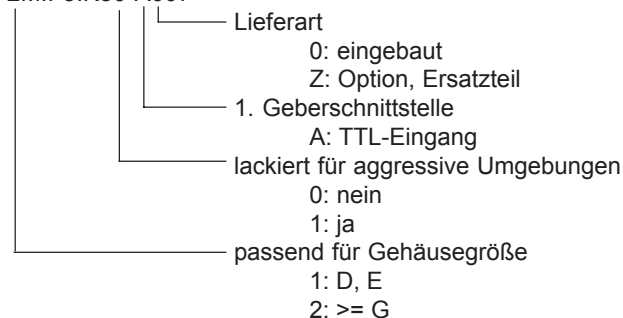 Lieferart
0: eingebaut
Z: Option, Ersatzteil
1. Geberschnittstelle
A: TTL-Eingang
lackiert für aggressive Umgebungen
0: nein
1: ja
passend für Gehäusegröße
1: D, E
2: >= G